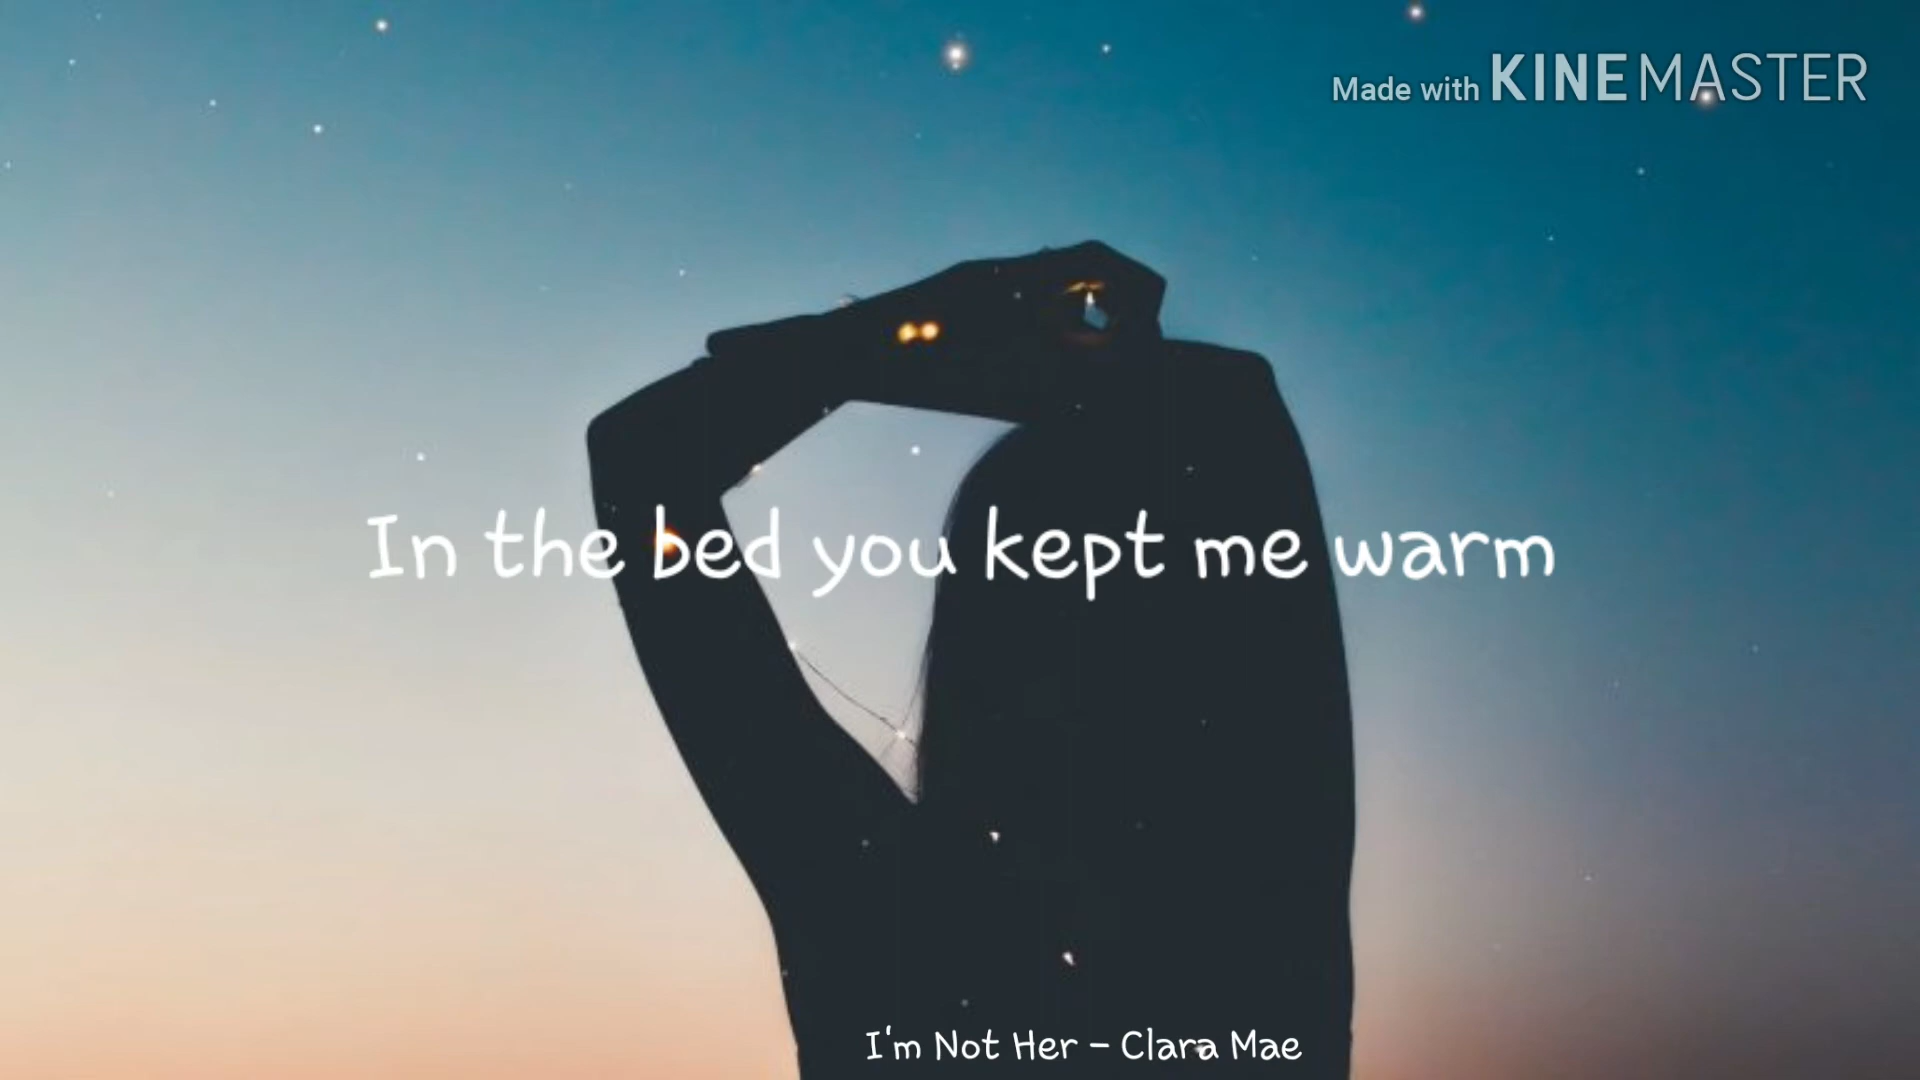 Made with KINEMASTER
In the bed you kept me warm
I'm Not Her - Clara Mae